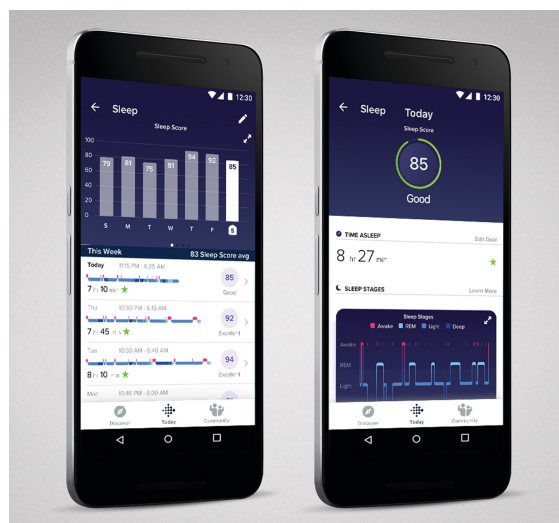 12:30
Sleep
Sleep Score
100
80
60
40
20
0
79 81 75 81 94 92 85
S M T W T F S
This Week 83 Sleep Score avg
Today 11:15 PM - 6:25 AM
7 hr 10 min
85
Good
Thu 10:30 PM - 6:15 AM
7 hr 45 min
92
Excellent
Tue 10:30 AM - 6:40 AM
8 hr 10 min
94
Excellent
Mon 10:46 PM - 5:00 AM
Discover Today Community
12:30
Sleep Today
Sleep Score
85
Good
TIME ASLEEP Edit Goal
8 hr 27 min
SLEEP STAGES Learn More
Sleep Stages
Awake REM Light Deep
Awake
REM
Light
Discover Today Community